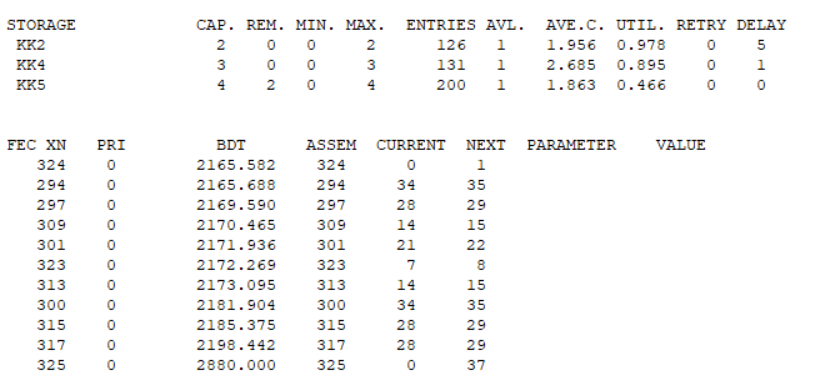 STORAGE CAP. REM. MIN. MAX. ENTRIES AVL. AVE.C. UTIL. RETRY DELAY
KK2 2 0 0 2 126 1 1.956 0.978 0 5
KK4 3 0 0 3 131 1 2.685 0.895 0 1
KK5 4 2 0 4 200 1 1.863 0.466 0 0
FEC XN PRI BDT ASSEM CURRENT NEXT PARAMETER VALUE
324 0 2165.582 324 0 1
294 0 2165.688 294 34 35
297 0 2169.590 297 28 29
309 0 2170.465 309 14 15
301 0 2171.936 301 21 22
323 0 2172.269 323 7 8
313 0 2173.095 313 14 15
300 0 2181.904 300 34 35
315 0 2185.375 315 28 29
317 0 2198.442 317 28 29
325 0 2880.000 325 0 37